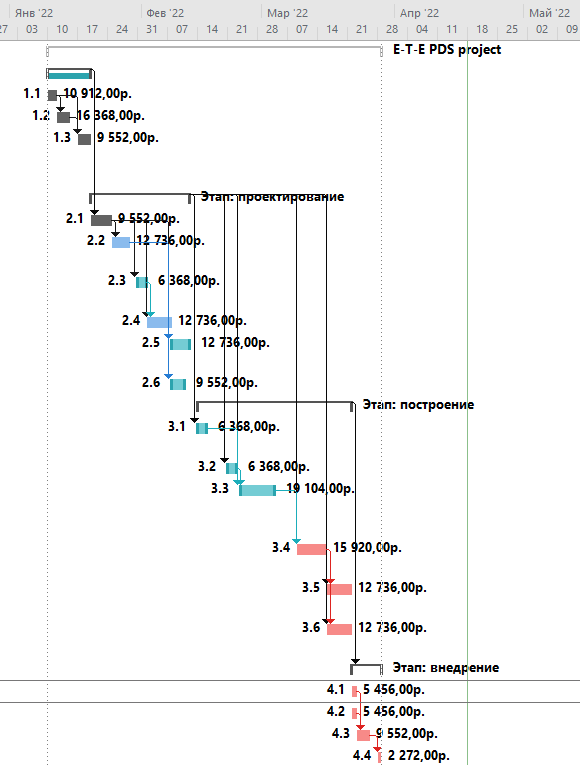 Янв '22 Фев '22 Мар '22 Апр '22 Май '22
27 03 10 17 24 31 07 14 21 28 07 14 21 28 04 11 18 25 02 09
E-T-E PDS project
1.1 10 912,00р.
1.2 16 368,00р.
1.3 9 552,00р.
Этап: проектирование
2.1 9 552,00р.
2.2 12 736,00р.
2.3 6 368,00р.
2.4 12 736,00р.
2.5 12 736,00р.
2.6 9 552,00р.
Этап: построение
3.1 6 368,00р.
3.2 6 368,00р.
3.3 19 104,00р.
3.4 15 920,00р.
3.5 12 736,00р.
3.6 12 736,00р.
Этап: внедрение
4.1 5 456,00р.
4.2 5 456,00р.
4.3 9 552,00р.
4.4 2 272,00р.